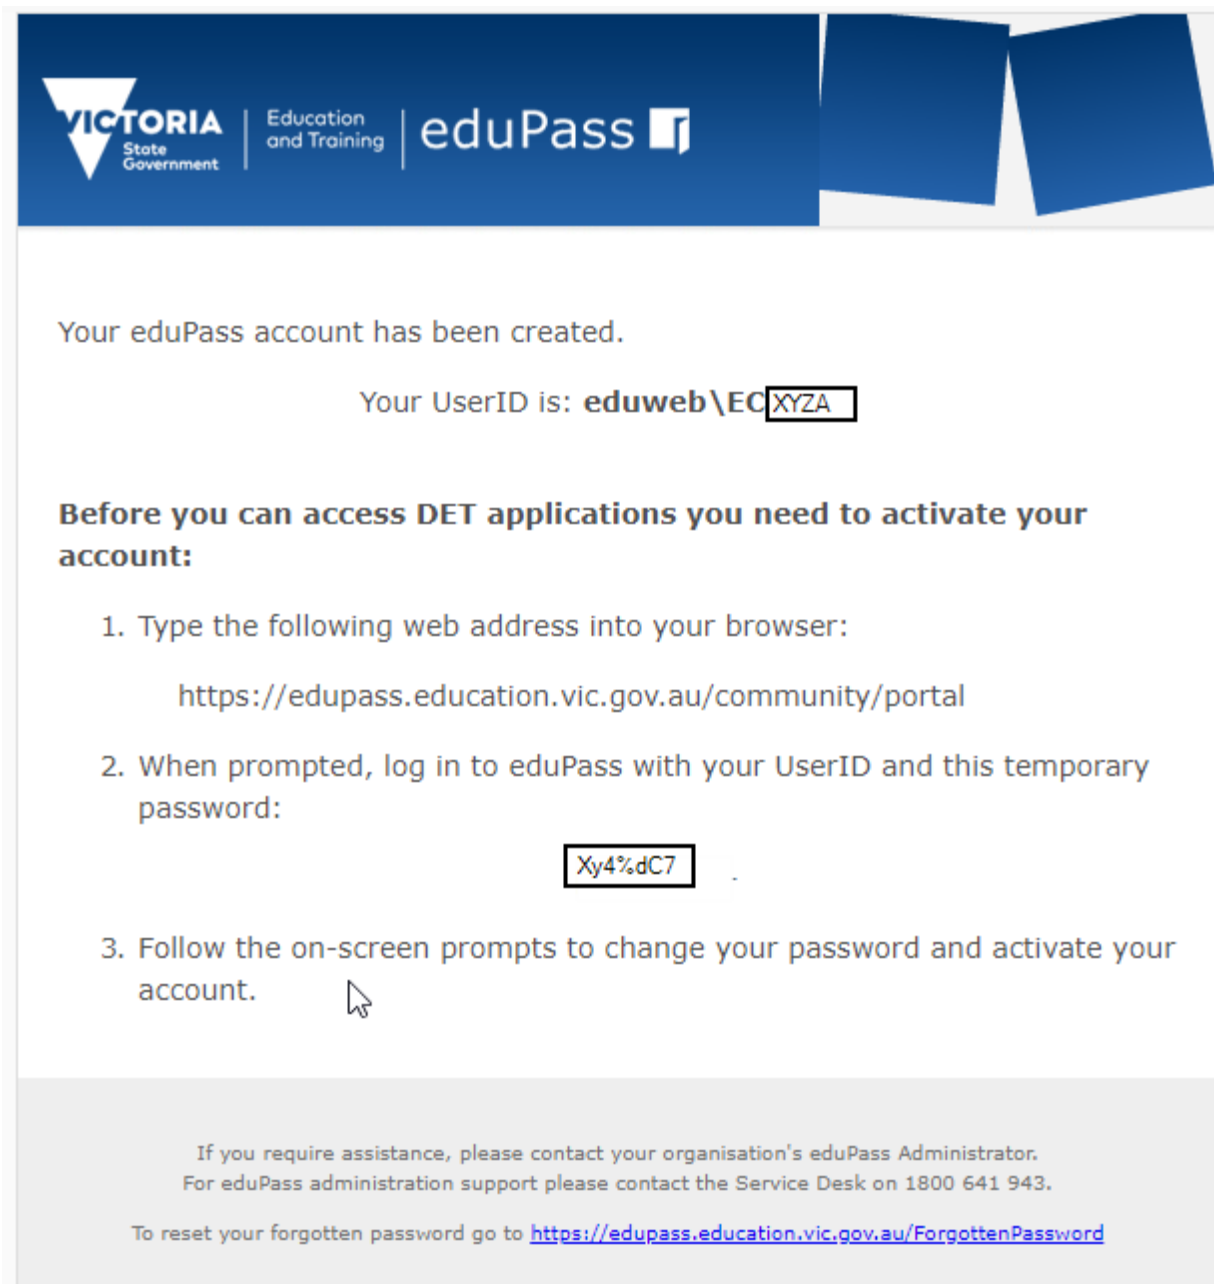 VICTORIA
State
Government
Education
and Training
eduPass
Your eduPass account has been created.
Your UserID is: eduweb\EC XYZA
Before you can access DET applications you need to activate your
account:
1. Type the following web address into your browser:
https://edupass.education.vic.gov.au/community/portal
2. When prompted, log in to eduPass with your UserID and this temporary
password:
Xy4%dC7
3. Follow the on-screen prompts to change your password and activate your
account.
If you require assistance, please contact your organisation's eduPass Administrator.
For eduPass administration support please contact the Service Desk on 1800 641 943.
To reset your forgotten password go to https://edupass.education.vic.gov.au/ForgottenPassword